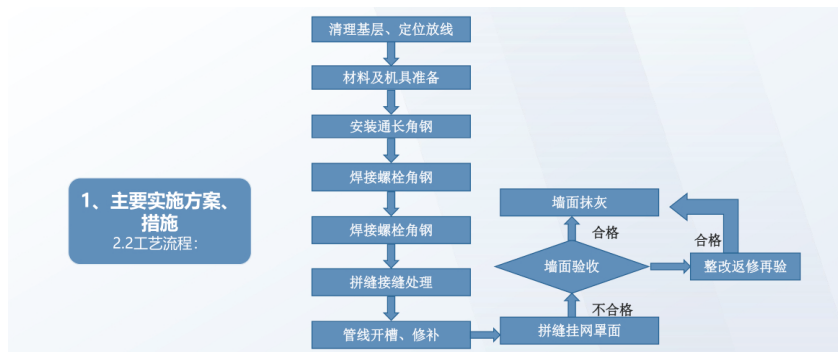 清理基层、定位放线
材料及机具准备
安装通长角钢
焊接螺栓角钢
焊接螺栓角钢
拼缝接缝处理
管线开槽、修补
1、主要实施方案、
措施
2.2工艺流程:
墙面抹灰
合格
合格
墙面验收
整改返修再验
不合格
拼缝挂网罩面